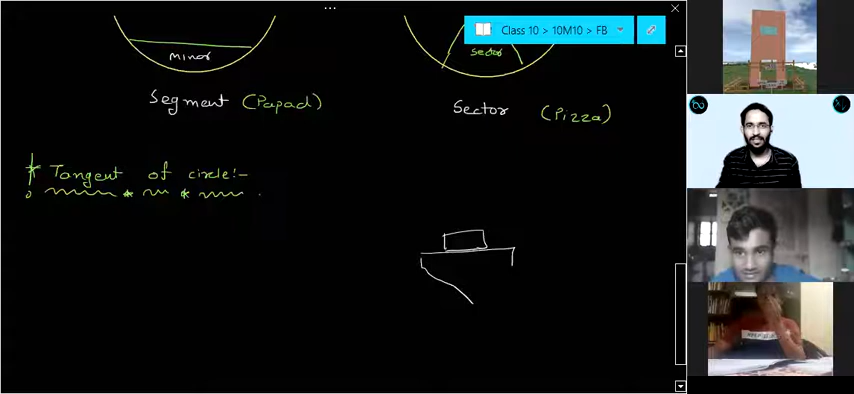 Class 10 > 10M10 > FB
Minor
Sector
Segment (Papad)
Sector (Pizza)
Tangent of circle:-